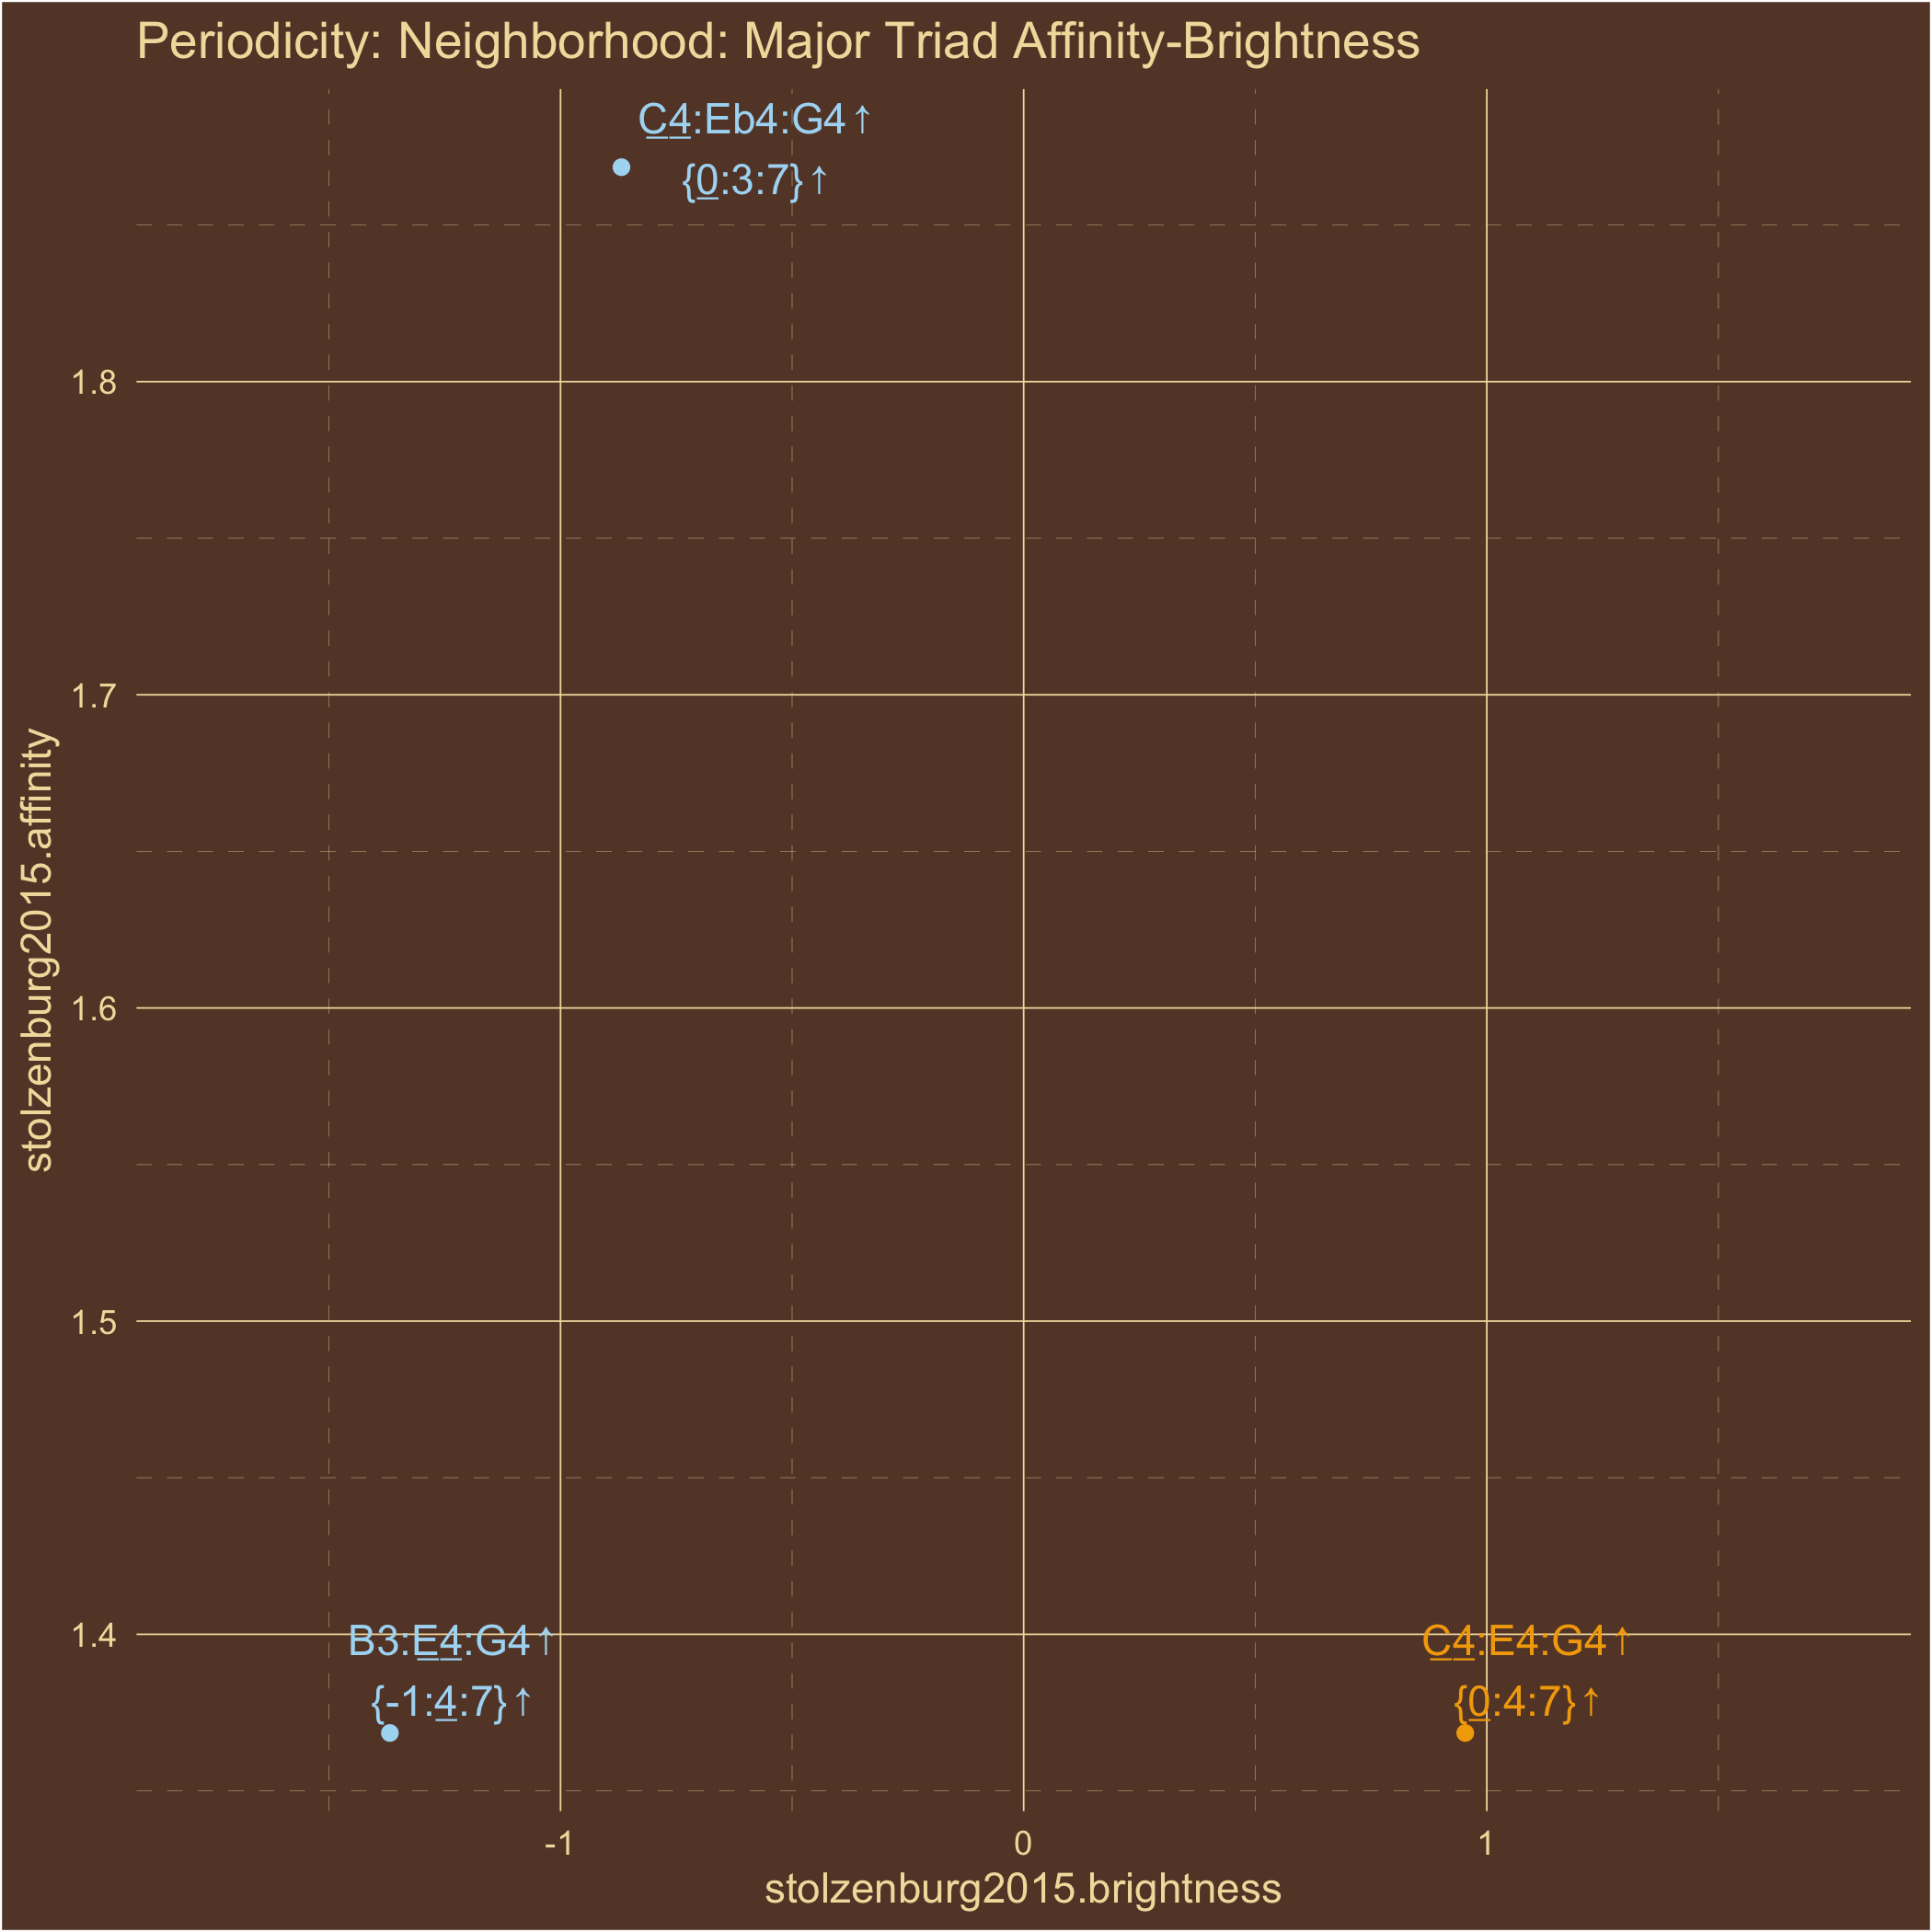 Periodicity: Neighborhood: Major Triad Affinity-Brightness
C4:Eb4:G4↑
{0:3:7}↑
1.8
1.7
1.6
1.5
1.4
stolzenburg2015.affinity
B3:E4:G4↑
{-1:4:7}↑
C4:E4:G4↑
{0:4:7}↑
-1
0
1
stolzenburg2015.brightness